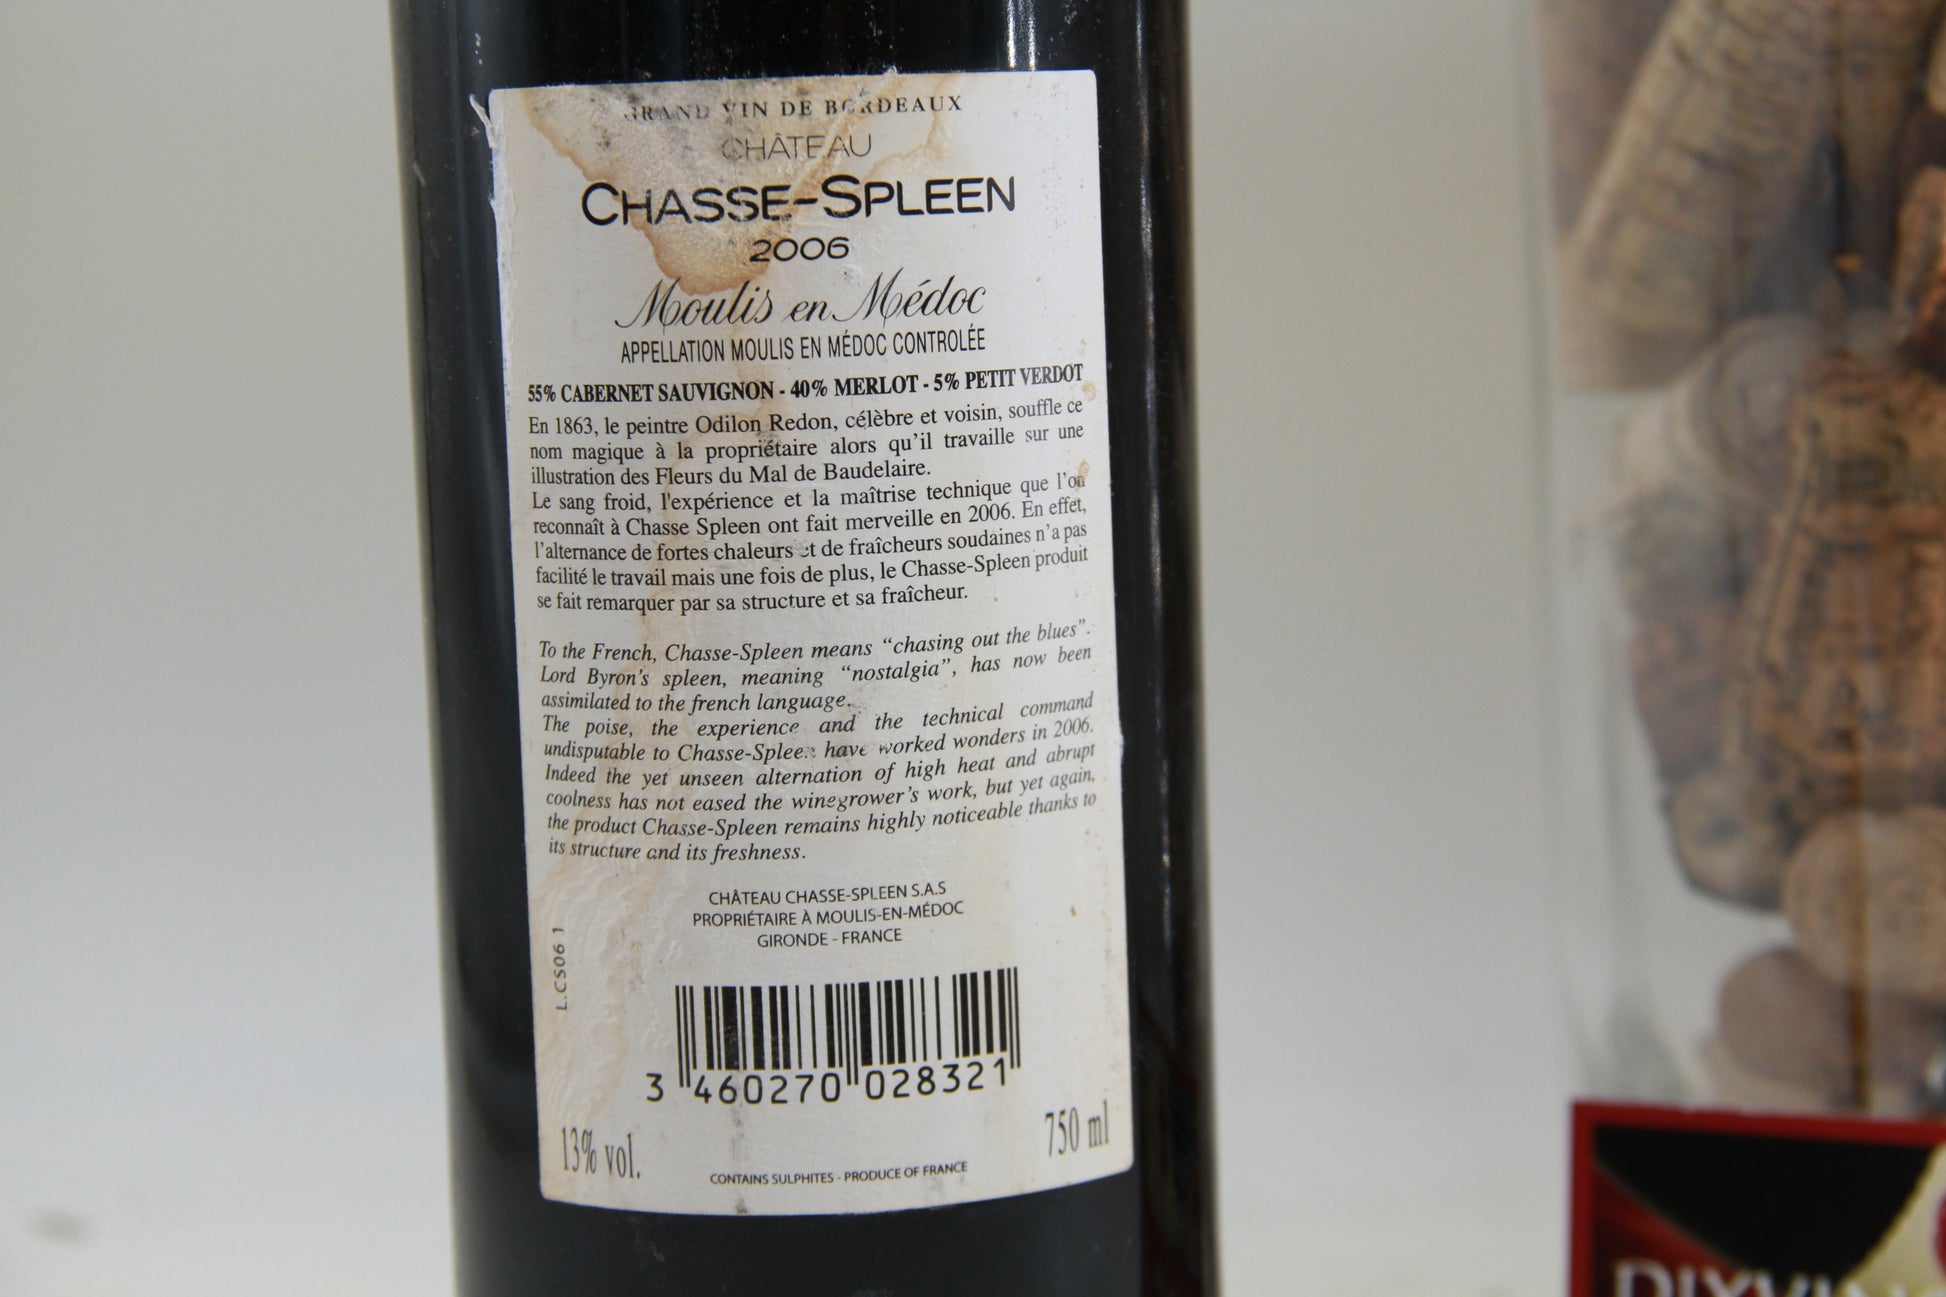 GRAND VIN DE BORDEAUX
CHÂTEAU
CHASSE-SPLEEN
2006
Moulis en Médoc
APPELLATION MOULIS EN MÉDOC CONTROLÉE
55% CABERNET SAUVIGNON - 40% MERLOT - 5% PETIT VERDOT
En 1863, le peintre Odilon Redon, célèbre et voisin, souffle ce
nom magique à la propriétaire alors qu'il travaille sur une
illustration des Fleurs du Mal de Baudelaire.
Le sang froid, l'expérience et la maîtrise technique que l'on
reconnaît à Chasse Spleen ont fait merveille en 2006. En effet,
l'alternance de fortes chaleurs et de fraîcheurs soudaines n'a pas
facilité le travail mais une fois de plus, le Chasse-Spleen produit
se fait remarquer par sa structure et sa fraîcheur.
To the French, Chasse-Spleen means "chasing out the blues".
Lord Byron's spleen, meaning "nostalgia", has now been
assimilated to the french language.
The poise, the experience and the technical command
undisputable to Chasse-Spleen have worked wonders in 2006.
Indeed the yet unseen alternation of high heat and abrupt
coolness has not eased the winegrower's work, but yet again,
the product Chasse-Spleen remains highly noticeable thanks to
its structure and its freshness.
CHÂTEAU CHASSE-SPLEEN S.A.S
PROPRIÉTAIRE À MOULIS-EN-MÉDOC
GIRONDE - FRANCE
L.CS06 1
3 460270 028321
13% vol.
750 ml
CONTAINS SULPHITES - PRODUCE OF FRANCE